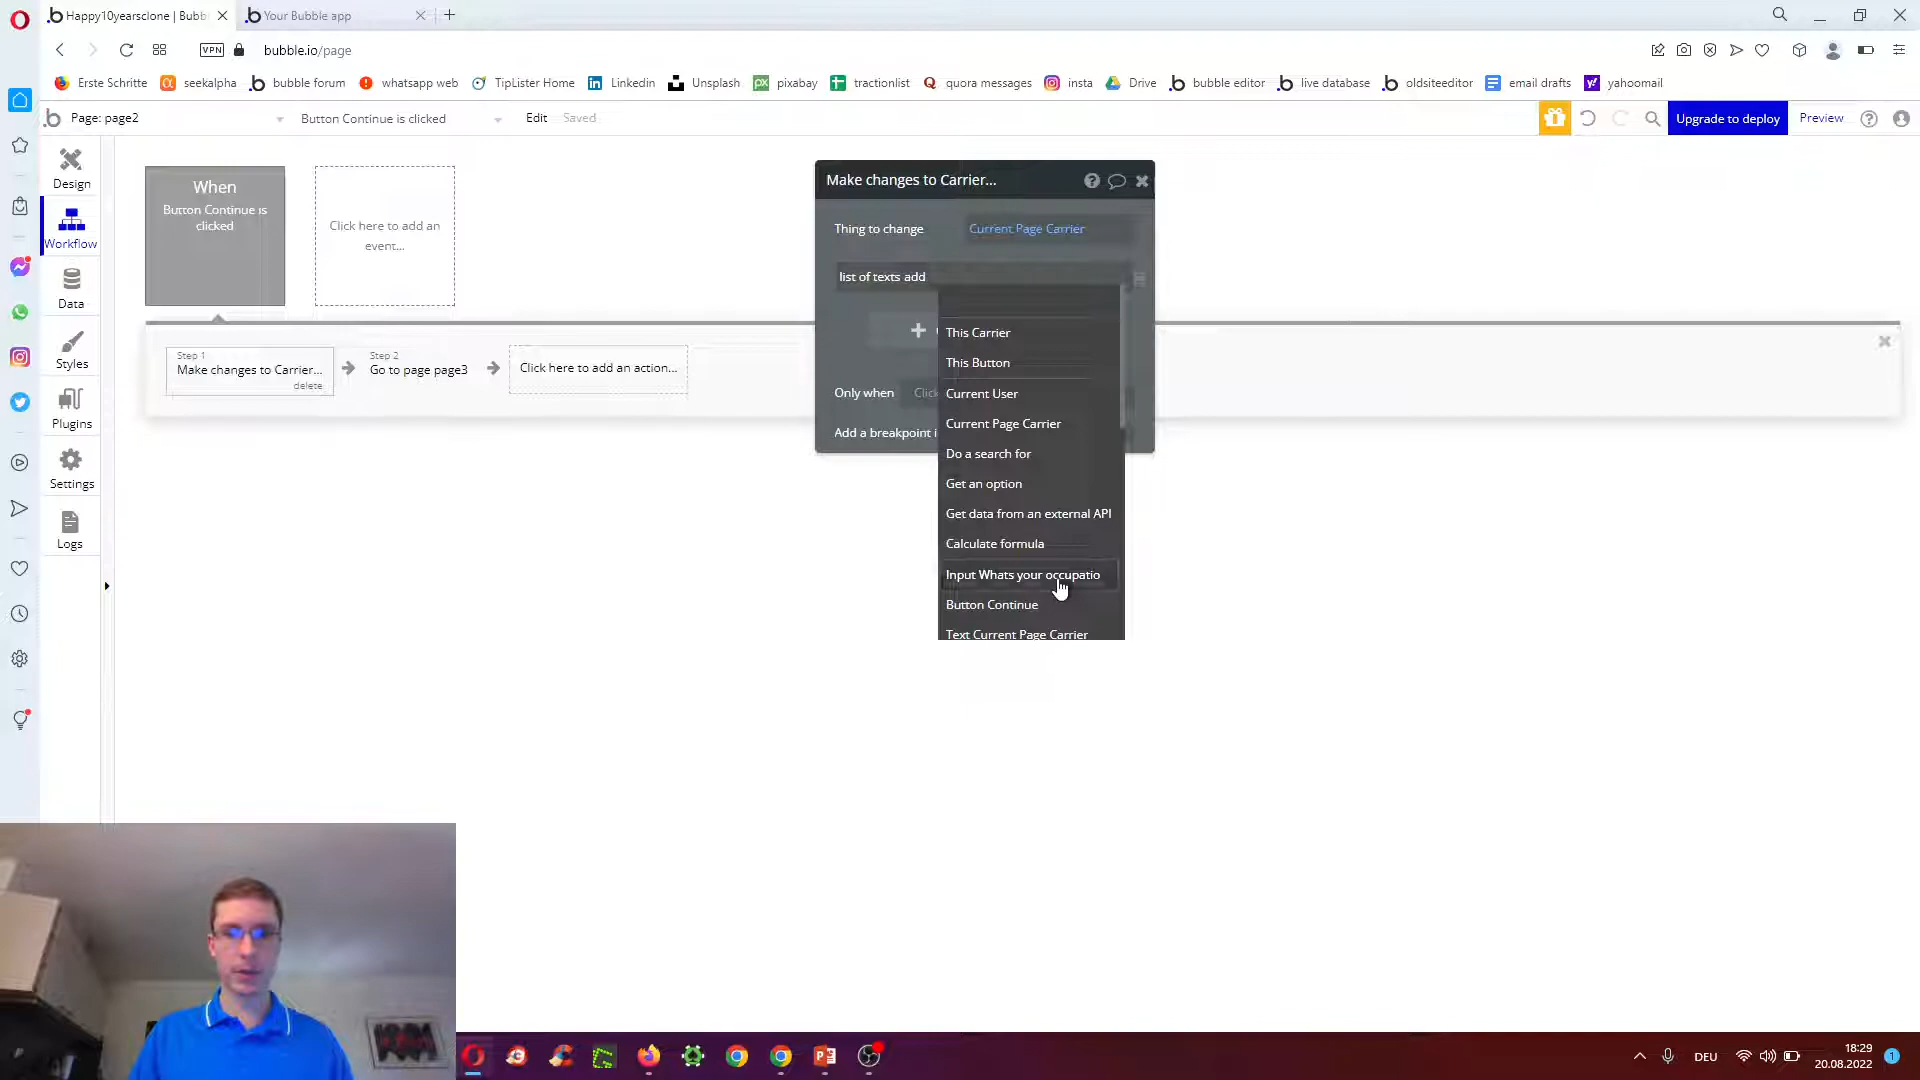 Happy10yearscione | Bubb
Your Bubble app
VPN
bubble.io/page
Erste Schritte
seekalpha
bubble forum
whatsapp web
TipLister Home
Linkedin
Unsplash
pixabay
tractionlist
quora messages
insta
Drive
bubble editor
live database
oldsiteeditor
email drafts
yahoomail
Page: page2
Button Continue is clicked
Edit
Saved
Upgrade to deploy
Preview
Design
Workflow
Data
Styles
Plugins
Settings
Logs
When
Button Continue is
clicked
Click here to add an
event...
Step 1
Make changes to Carrier...
delete
Step 2
Go to page page3
Click here to add an action...
Make changes to Carrier...
Thing to change
Current Page Carrier
list of texts add
Only when
Click
Add a breakpoint i
This Carrier
This Button
Current User
Current Page Carrier
Do a search for
Get an option
Get data from an external API
Calculate formula
Input Whats your occupatio
Button Continue
Text Current Page Carrier
DEU
18:29
20.08.2022
1